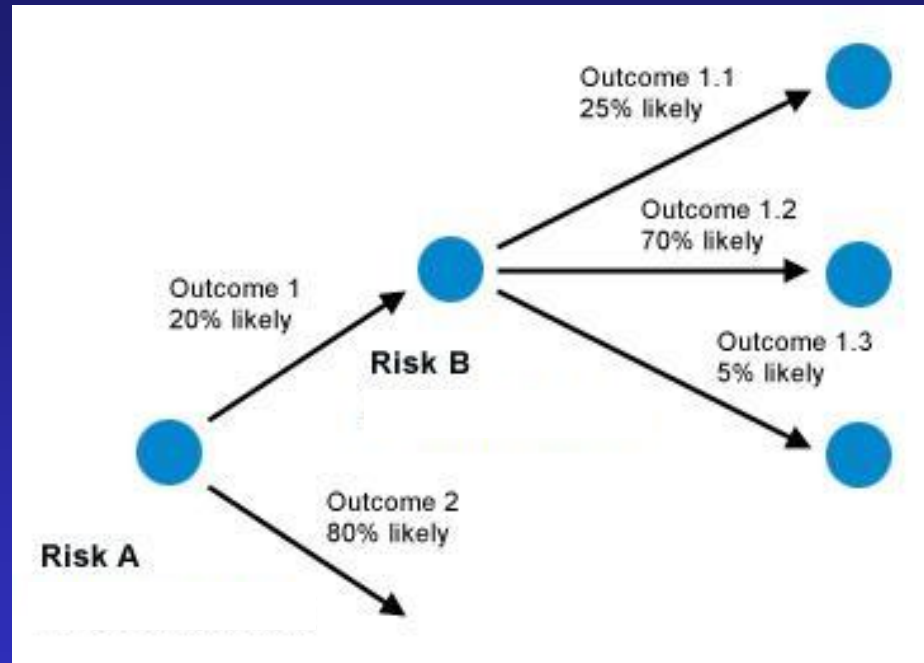 Outcome 1.1
25% likely
Outcome 1.2
70% likely
Outcome 1
20% likely
Outcome 1.3
5% likely
Risk B
Outcome 2
80% likely
Risk A